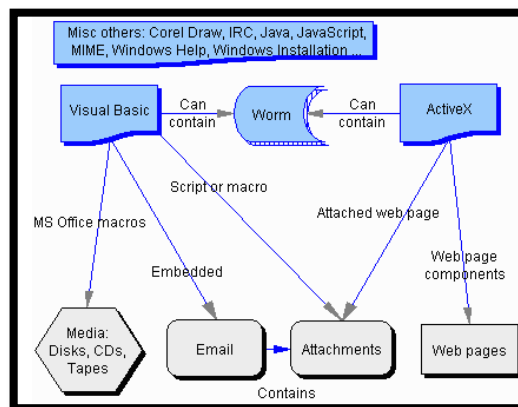 Misc others: Corel Draw, IRC, Java, JavaScript,
MIME, Windows Help, Windows Installation ...
Visual Basic
Can
contain
Worm
Can
contain
ActiveX
Script or macro
Attached web page
MS Office macros
Web page
components
Embedded
Media:
Disks, CDs,
Tapes
Email
Attachments
Web pages
Contains